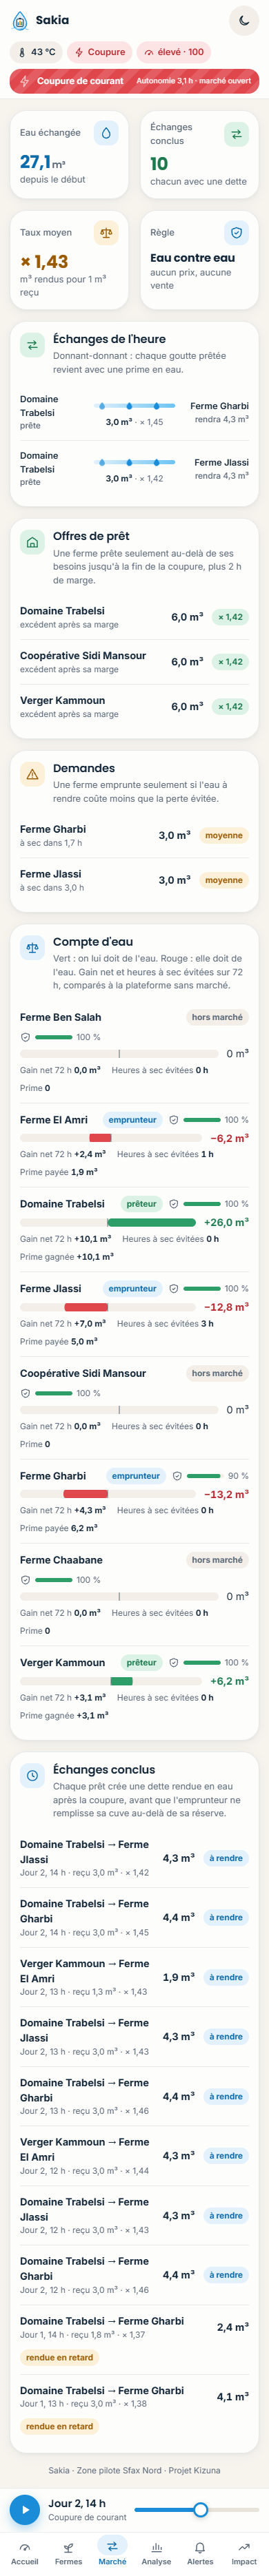 Sakia
43 °C
Coupure
élevé · 100
Coupure de courant
Autonomie 3,1 h · marché ouvert
Eau échangée
27,1 m³
depuis le début
Échanges
conclus
10
chacun avec une dette
Taux moyen
× 1,43
m³ rendus pour 1 m³
reçu
Règle
Eau contre eau
aucun prix, aucune
vente
Échanges de l'heure
Donnant-donnant : chaque goutte prêtée
revient avec une prime en eau.
Domaine
Trabelsi
prête
3,0 m³ · × 1,45
Ferme Gharbi
rendra 4,3 m³
Domaine
Trabelsi
prête
3,0 m³ · × 1,42
Ferme Jlassi
rendra 4,3 m³
Offres de prêt
Une ferme prête seulement au-delà de ses
besoins jusqu'à la fin de la coupure, plus 2 h
de marge.
Domaine Trabelsi
excédent après sa marge
6,0 m³
× 1,42
Coopérative Sidi Mansour
excédent après sa marge
6,0 m³
× 1,42
Verger Kammoun
excédent après sa marge
6,0 m³
× 1,42
Demandes
Une ferme emprunte seulement si l'eau à
rendre coûte moins que la perte évitée.
Ferme Gharbi
à sec dans 1,7 h
3,0 m³
moyenne
Ferme Jlassi
à sec dans 3,0 h
3,0 m³
moyenne
Compte d'eau
Vert : on lui doit de l'eau. Rouge : elle doit de
l'eau. Gain net et heures à sec évitées sur 72
h, comparés à la plateforme sans marché.
Ferme Ben Salah
hors marché
100 %
0 m³
Gain net 72 h 0,0 m³ Heures à sec évitées 0 h
Prime 0
Ferme El Amri
emprunteur
100 %
−6,2 m³
Gain net 72 h +2,4 m³ Heures à sec évitées 1 h
Prime payée 1,9 m³
Domaine Trabelsi
prêteur
100 %
+26,0 m³
Gain net 72 h +10,1 m³ Heures à sec évitées 0 h
Prime gagnée +10,1 m³
Ferme Jlassi
emprunteur
100 %
−12,8 m³
Gain net 72 h +7,0 m³ Heures à sec évitées 3 h
Prime payée 5,0 m³
Coopérative Sidi Mansour
hors marché
100 %
0 m³
Gain net 72 h 0,0 m³ Heures à sec évitées 0 h
Prime 0
Ferme Gharbi
emprunteur
90 %
−13,2 m³
Gain net 72 h +4,3 m³ Heures à sec évitées 0 h
Prime payée 6,2 m³
Ferme Chaabane
hors marché
100 %
0 m³
Gain net 72 h 0,0 m³ Heures à sec évitées 0 h
Prime 0
Verger Kammoun
prêteur
100 %
+6,2 m³
Gain net 72 h +3,1 m³ Heures à sec évitées 0 h
Prime gagnée +3,1 m³
Échanges conclus
Chaque prêt crée une dette rendue en eau
après la coupure, avant que l'emprunteur ne
remplisse sa cuve au-delà de sa réserve.
Domaine Trabelsi → Ferme
Jlassi
Jour 2, 14 h · reçu 3,0 m³ · × 1,42
4,3 m³
à rendre
Domaine Trabelsi → Ferme
Gharbi
Jour 2, 14 h · reçu 3,0 m³ · × 1,45
4,4 m³
à rendre
Verger Kammoun → Ferme
El Amri
Jour 2, 13 h · reçu 1,3 m³ · × 1,43
1,9 m³
à rendre
Domaine Trabelsi → Ferme
Jlassi
Jour 2, 13 h · reçu 3,0 m³ · × 1,43
4,3 m³
à rendre
Domaine Trabelsi → Ferme
Gharbi
Jour 2, 13 h · reçu 3,0 m³ · × 1,46
4,4 m³
à rendre
Verger Kammoun → Ferme
El Amri
Jour 2, 12 h · reçu 3,0 m³ · × 1,44
4,3 m³
à rendre
Domaine Trabelsi → Ferme
Jlassi
Jour 2, 12 h · reçu 3,0 m³ · × 1,43
4,3 m³
à rendre
Domaine Trabelsi → Ferme
Gharbi
Jour 2, 12 h · reçu 3,0 m³ · × 1,46
4,4 m³
à rendre
Domaine Trabelsi → Ferme Gharbi
Jour 1, 14 h · reçu 1,8 m³ · × 1,37
2,4 m³
rendue en retard
Domaine Trabelsi → Ferme Gharbi
Jour 1, 13 h · reçu 3,0 m³ · × 1,38
4,1 m³
rendue en retard
Sakia · Zone pilote Sfax Nord · Projet Kizuna
Jour 2, 14 h
Coupure de courant
Accueil
Fermes
Marché
Analyse
Alertes
Impact